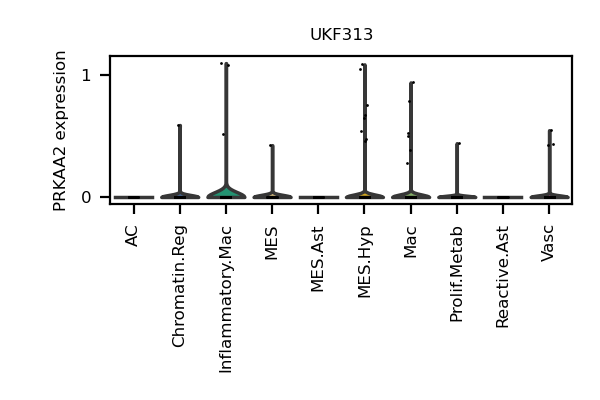 UKF313
PRKAA2 expression
1
0
AC
Chromatin.Reg
Inflammatory.Mac
MES
MES.Ast
MES.Hyp
Mac
Prolif.Metab
Reactive.Ast
Vasc